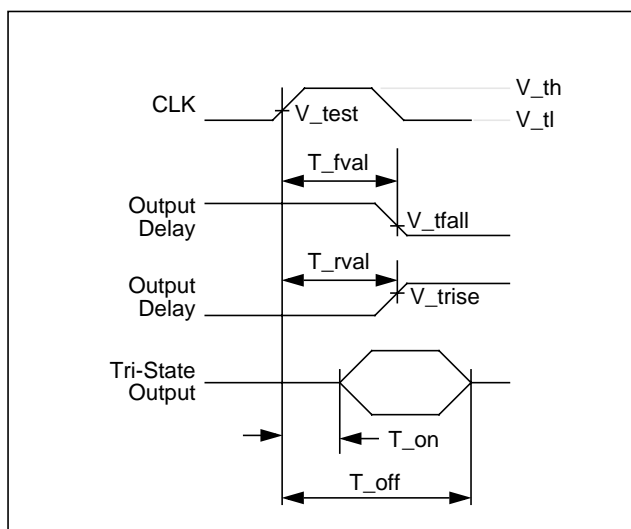 CLK
V_th
V_test
V_tl
T_fval
Output
Delay
V_tfall
T_rval
Output
Delay
V_trise
Tri-State
Output
T_on
T_off